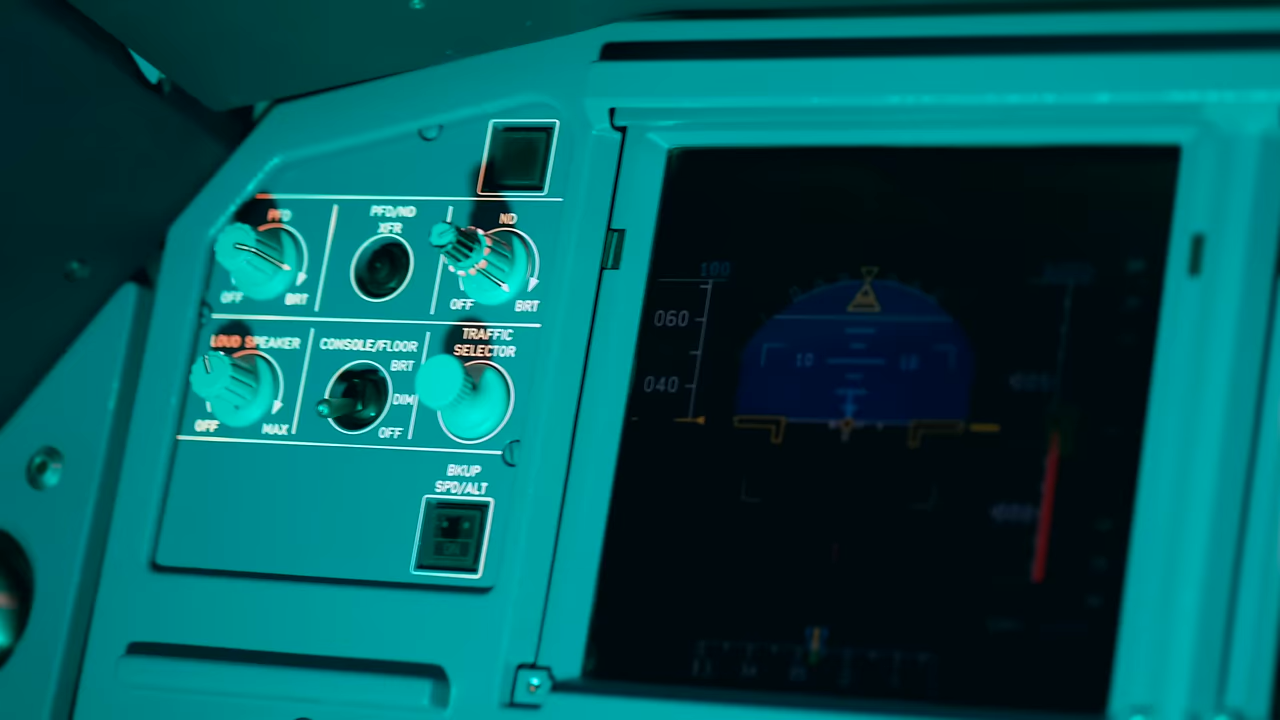 PFD
PFD/ND
XFR
ND
OFF
BRT
OFF
BRT
LOUD SPEAKER
CONSOLE/FLOOR
TRAFFIC
SELECTOR
BRT
DIM
OFF
OFF
MAX
BKUP
SPD/ALT
100
060
040
10
10